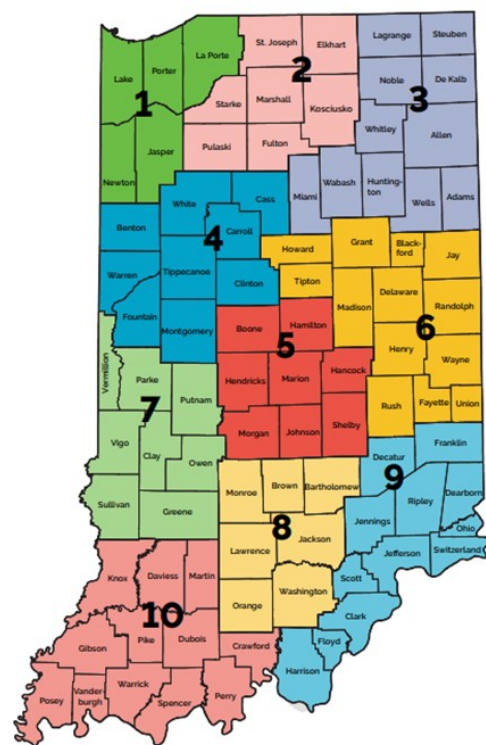 Lagrange
Steuben
St. Joseph
Elkhart
La Porte
Porter
Lake
2
Noble
De Kalb
3
1
Marshall
Starke
Kosciusko
Whitley
Allen
Jasper
Pulaski
Fulton
Newton
Miami
Wabash
Hunting-
ton
Wells
Adams
White
Cass
Benton
4
Carroll
Howard
Grant
Black-
ford
Jay
Warren
Tippecanoe
Clinton
Tipton
Madison
Delaware
Randolph
Fountain
Montgomery
Boone
Hamilton
5
6
Vermillion
Parke
Putnam
7
Hendricks
Marion
Hancock
Henry
Wayne
Rush
Fayette
Union
Vigo
Clay
Owen
Morgan
Johnson
Shelby
Franklin
Decatur
9
Sullivan
Greene
Monroe
Brown
Bartholomew
8
Jennings
Ripley
Dearborn
Ohio
Switzerland
Jefferson
Lawrence
Jackson
Knox
Daviess
Martin
Scott
Washington
Orange
Clark
10
Pike
Dubois
Gibson
Crawford
Floyd
Harrison
Posey
Vander-
burgh
Warrick
Spencer
Perry